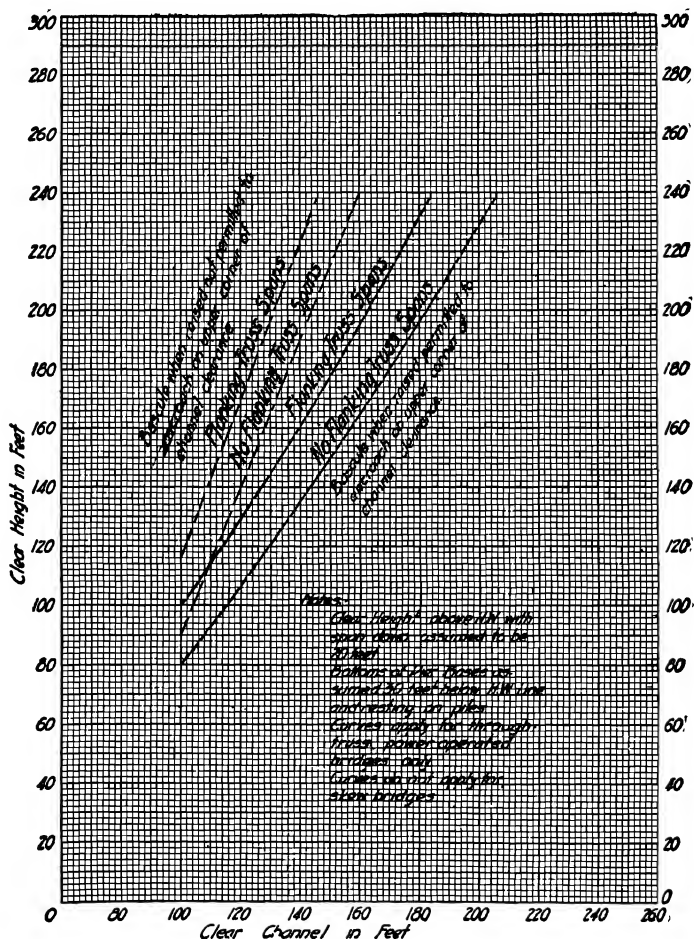 300
280
260
240
220
200
180
160
140
120
100
80
60
40
20
0
Clear Height in Feet
Bascule when raised not permitted to
encroach on upper corner of
channel clearance
Flanking Truss Spans
No Flanking Truss Spans
Flanking Truss Spans
No Flanking Truss Spans
Bascule when raised permitted to
encroach on upper corner of
channel clearance.
Notes:-
Clear Height above H.W. with
span down assumed to be
20 feet.
Bottoms of Pier Bases as-
sumed 30 feet below H.W. Line
and resting on piles.
Curves apply for through-
truss, power operated
bridges only.
Curves do not apply for
skew bridges.
300'
280'
260'
240'
220'
200'
180'
160'
140'
120'
100'
80'
60'
40
20
0
80 100 120 140 160 180 200 220 240 260
Clear Channel in Feet